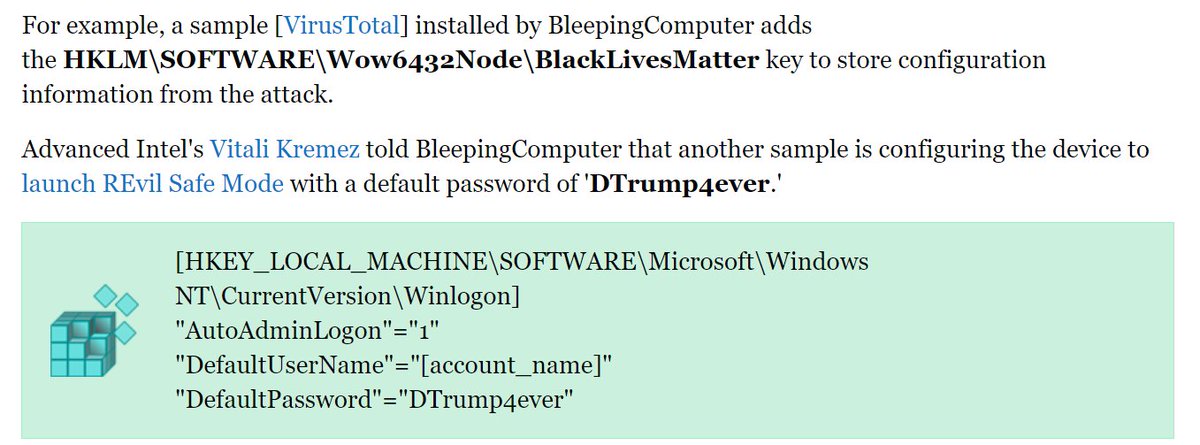 For example, a sample [VirusTotal] installed by BleepingComputer adds
the HKLM\SOFTWARE\Wow6432Node\BlackLivesMatter key to store configuration
information from the attack.
Advanced Intel's Vitali Kremez told BleepingComputer that another sample is configuring the device to
launch REvil Safe Mode with a default password of 'DTrump4ever.'
[HKEY_LOCAL_MACHINE\SOFTWARE\Microsoft\Windows
NT\CurrentVersion\Winlogon]
"AutoAdminLogon"="1"
"DefaultUserName"="[account_name]"
"DefaultPassword"="DTrump4ever"